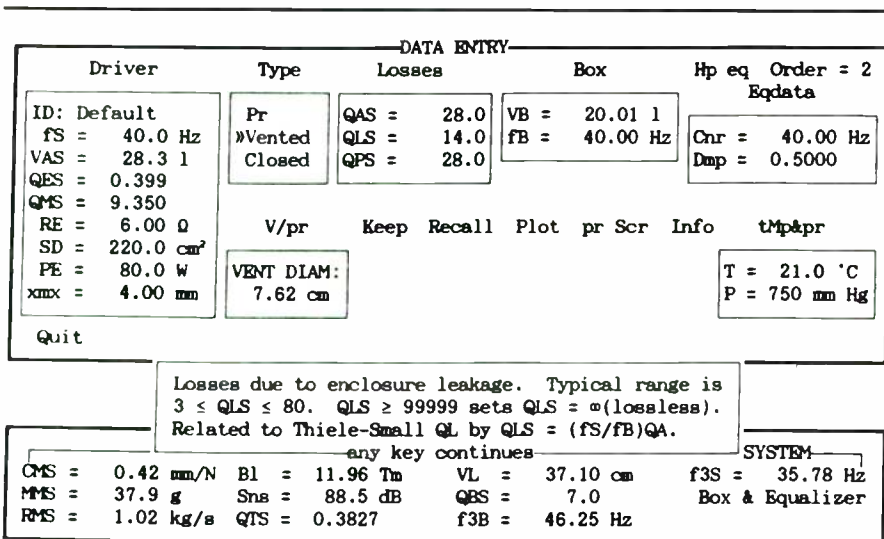 DATA ENTRY
Driver Type Losses Box Hp eq Order = 2
Eqdata
ID: Default
fS = 40.0 Hz
VAS = 28.3 l
QES = 0.399
QMS = 9.350
RE = 6.00 Ω
SD = 220.0 cm²
PE = 80.0 W
xmx = 4.00 mm
Pr
»Vented
Closed
QAS = 28.0
QLS = 14.0
QPS = 28.0
VB = 20.01 l
fB = 40.00 Hz
Cnr = 40.00 Hz
Dmp = 0.5000
V/pr Keep Recall Plot pr Scr Info tMp&pr
VENT DIAM:
7.62 cm
T = 21.0 °C
P = 750 mm Hg
Quit
Losses due to enclosure leakage. Typical range is
3 ≤ QLS ≤ 80. QLS ≥ 99999 sets QLS = ∞(lossless).
Related to Thiele-Small QL by QLS = (fS/fB)QA.
any key continues
SYSTEM
CMS = 0.42 mm/N Bl = 11.96 Tm VL = 37.10 cm f3S = 35.78 Hz
MMS = 37.9 g Sns = 88.5 dB QBS = 7.0 Box & Equalizer
RMS = 1.02 kg/s QTS = 0.3827 f3B = 46.25 Hz